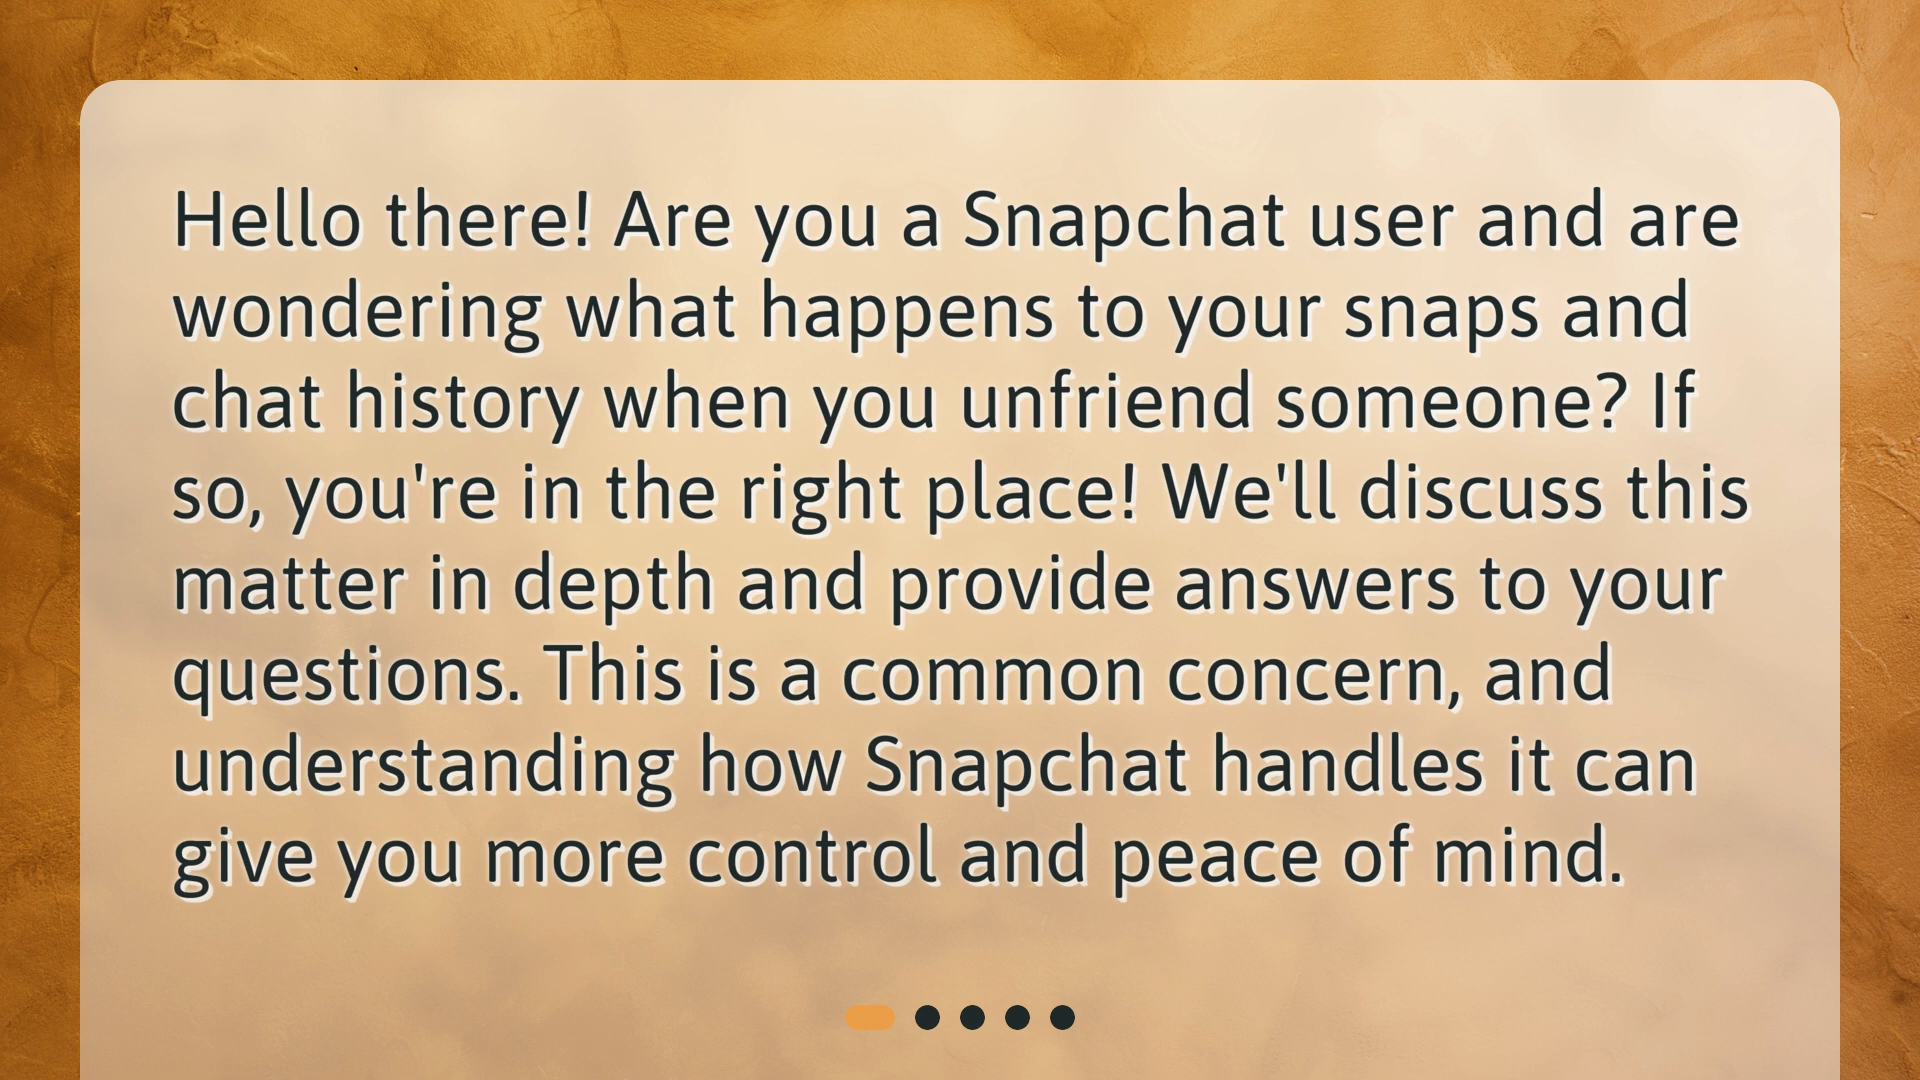 Hello there! Are you a Snapchat user and are
wondering what happens to your snaps and
chat history when you unfriend someone? If
so, you're in the right place! We'll discuss this
matter in depth and provide answers to your
questions. This is a common concern, and
understanding how Snapchat handles it can
give you more control and peace of mind.